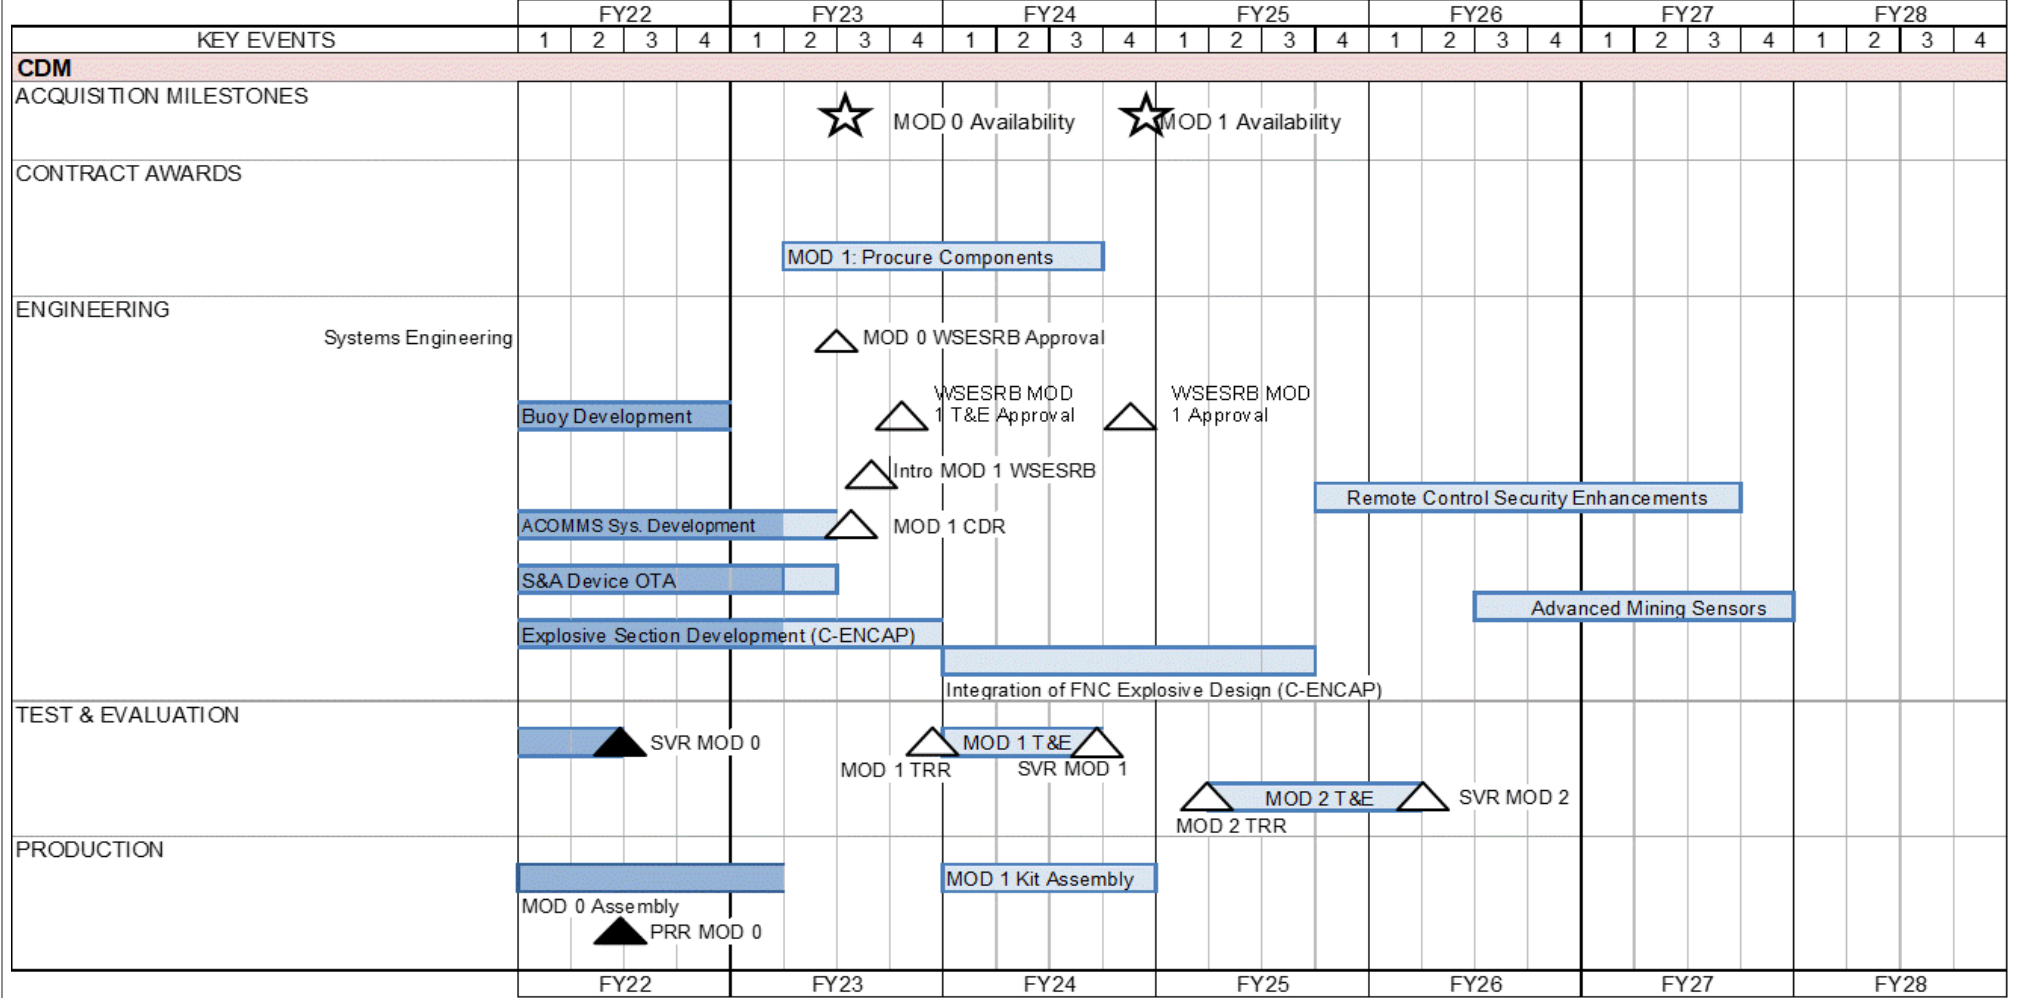 FY22 FY23 FY24 FY25 FY26 FY27 FY28
KEY EVENTS 1 2 3 4 1 2 3 4 1 2 3 4 1 2 3 4 1 2 3 4 1 2 3 4 1 2 3 4
CDM
ACQUISITION MILESTONES
MOD 0 Availability MOD 1 Availability
CONTRACT AWARDS
MOD 1: Procure Components
ENGINEERING
Systems Engineering MOD 0 WSESRB Approval
WSESRB MOD
1 T&E Approval
WSESRB MOD
1 Approval
Buoy Development
Intro MOD 1 WSESRB
Remote Control Security Enhancements
ACOMMS Sys. Development MOD 1 CDR
S&A Device OTA
Advanced Mining Sensors
Explosive Section Development (C-ENCAP)
Integration of FNC Explosive Design (C-ENCAP)
TEST & EVALUATION
SVR MOD 0 MOD 1 T&E
MOD 1 TRR SVR MOD 1
MOD 2 T&E SVR MOD 2
MOD 2 TRR
PRODUCTION
MOD 1 Kit Assembly
MOD 0 Assembly
PRR MOD 0
FY22 FY23 FY24 FY25 FY26 FY27 FY28